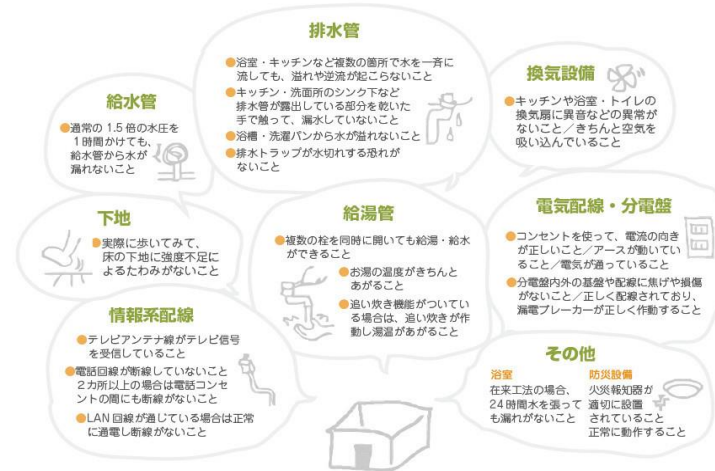 排水管
●浴室・キッチンなど複数の箇所で水を一斉に
流しても、溢れや逆流が起こらないこと
●キッチン・洗面所のシンク下など
排水管が露出している部分を乾いた
手で触って、漏水していないこと
●浴槽・洗濯パンから水が溢れないこと
●排水トラップが水切れする恐れが
ないこと
換気設備
●キッチンや浴室・トイレの
換気扇に異音などの異常が
ないこと／きちんと空気を
吸い込んでいること
給水管
●通常の1.5倍の水圧を
1時間かけても、
給水管から水が
漏れないこと
下地
●実際に歩いてみて、
床の下地に強度不足に
よるたわみがないこと
給湯管
●複数の栓を同時に開いても給湯・給水
ができること
●お湯の温度がきちんと
あがること
●追い炊き機能がついてい
る場合は、追い炊きが作
動し湯温があがること
電気配線・分電盤
●コンセントを使って、電流の向き
が正しいこと／アースが動いてい
ること／電気が通っていること
●分電盤内外の基盤や配線に焦げや損傷
がないこと／正しく配線されており、
漏電ブレーカーが正しく作動すること
情報系配線
●テレビアンテナ線がテレビ信号
を受信していること
●電話回線が断線していないこと
2カ所以上の場合は電話コンセ
ントの間にも断線がないこと
●LAN回線が通じている場合は正常
に通電し断線がないこと
その他
浴室
在来工法の場合、
24時間水を張って
も漏れがないこと
防災設備
火災報知器が
適切に設置
されていること
正常に動作すること